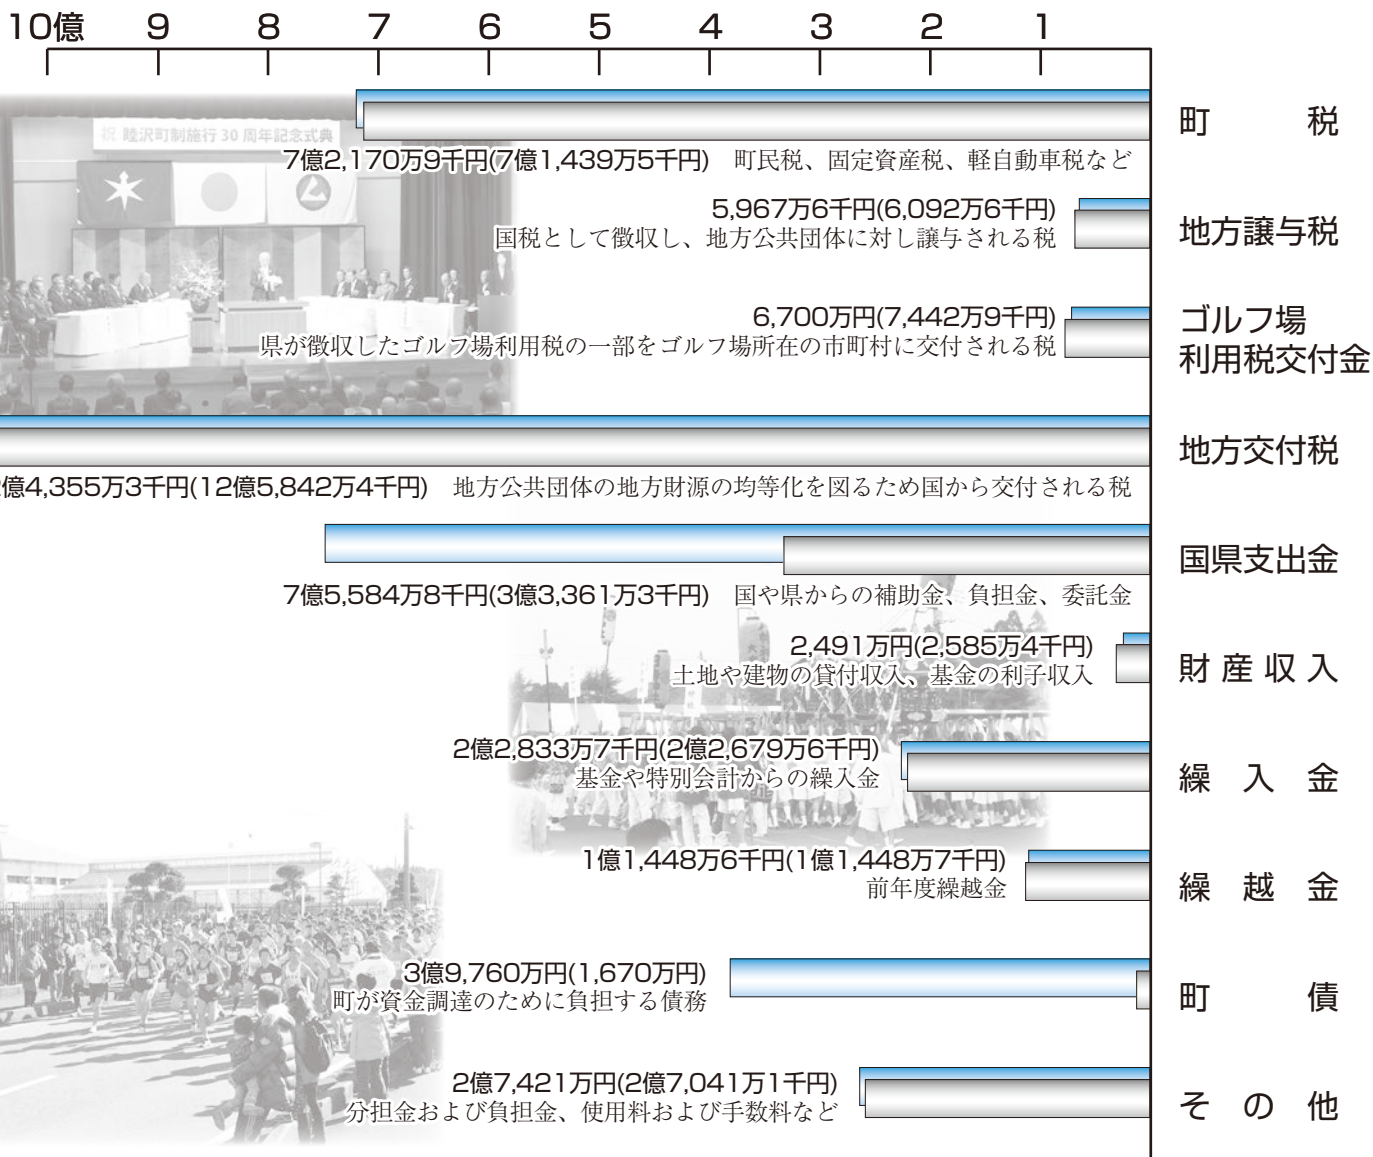 10億 9 8 7 6 5 4 3 2 1
祝 睦沢町制施行30周年記念式典
町税
7億2,170万9千円(7億1,439万5千円) 町民税、固定資産税、軽自動車税など
5,967万6千円(6,092万6千円)
国税として徴収し、地方公共団体に対し譲与される税
地方譲与税
6,700万円(7,442万9千円)
県が徴収したゴルフ場利用税の一部をゴルフ場所在の市町村に交付される税
ゴルフ場
利用税交付金
地方交付税
億4,355万3千円(12億5,842万4千円) 地方公共団体の地方財源の均等化を図るため国から交付される税
国県支出金
7億5,584万8千円(3億3,361万3千円) 国や県からの補助金、負担金、委託金
2,491万円(2,585万4千円)
土地や建物の貸付収入、基金の利子収入
財産収入
2億2,833万7千円(2億2,679万6千円)
基金や特別会計からの繰入金
繰入金
1億1,448万6千円(1億1,448万7千円)
前年度繰越金
繰越金
3億9,760万円(1,670万円)
町が資金調達のために負担する債務
町債
2億7,421万円(2億7,041万1千円)
分担金および負担金、使用料および手数料など
その他